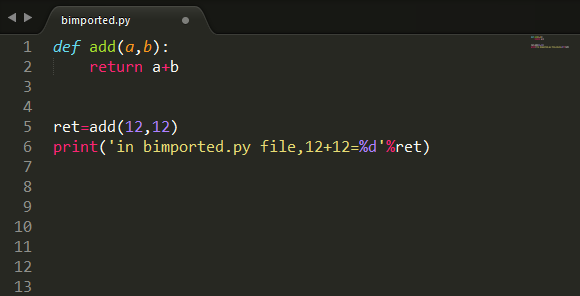 bimported.py
1 def add(a,b):
2     return a+b
3
4
5 ret=add(12,12)
6 print('in bimported.py file,12+12=%d'%ret)
7
8
9
10
11
12
13